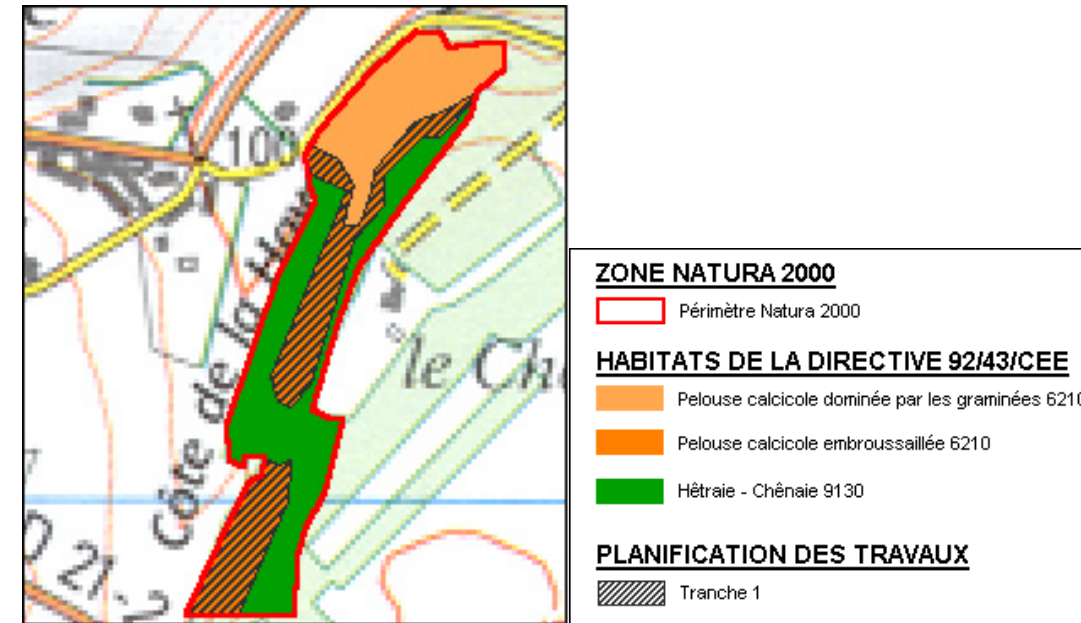 100
Côte de la
le Ch
D 21-2
ZONE NATURA 2000
Périmètre Natura 2000
HABITATS DE LA DIRECTIVE 92/43/CEE
Pelouse calcicole dominée par les graminées 6210
Pelouse calcicole embroussaillée 6210
Hêtraie - Chênaie 9130
PLANIFICATION DES TRAVAUX
Tranche 1